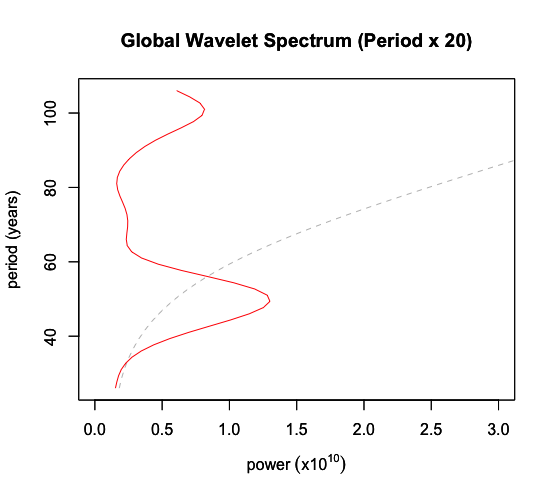 Global Wavelet Spectrum (Period x 20)
period (years)
100
80
60
40
0.0 0.5 1.0 1.5 2.0 2.5 3.0
power (x10¹⁰)